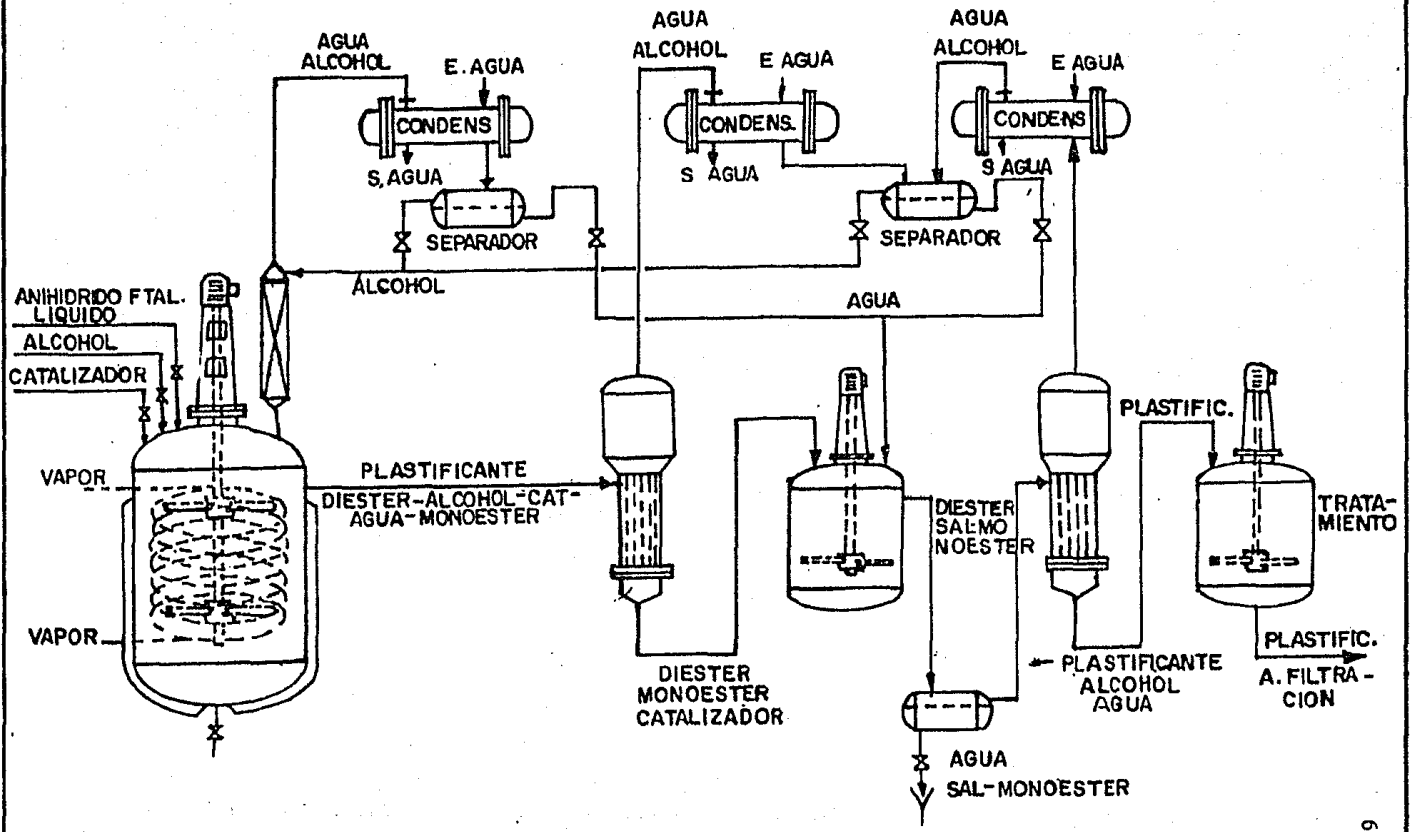 AGUA
ALCOHOL
E. AGUA
CONDENS
S. AGUA
SEPARADOR
AGUA
ALCOHOL
E AGUA
CONDENS.
S AGUA
AGUA
ALCOHOL
E AGUA
CONDENS
S AGUA
SEPARADOR
ALCOHOL
AGUA
ANIHIDRIDO FTAL.
LIQUIDO
ALCOHOL
CATALIZADOR
VAPOR
VAPOR
PLASTIFICANTE
DIESTER-ALCOHOL-CAT-
AGUA-MONOESTER
DIESTER
MONOESTER
CATALIZADOR
DIESTER
SAL-MO
NOESTER
AGUA
SAL-MONOESTER
PLASTIFIC.
PLASTIFICANTE
ALCOHOL
AGUA
TRATA-
MIENTO
PLASTIFIC.
A. FILTRA-
CION
6